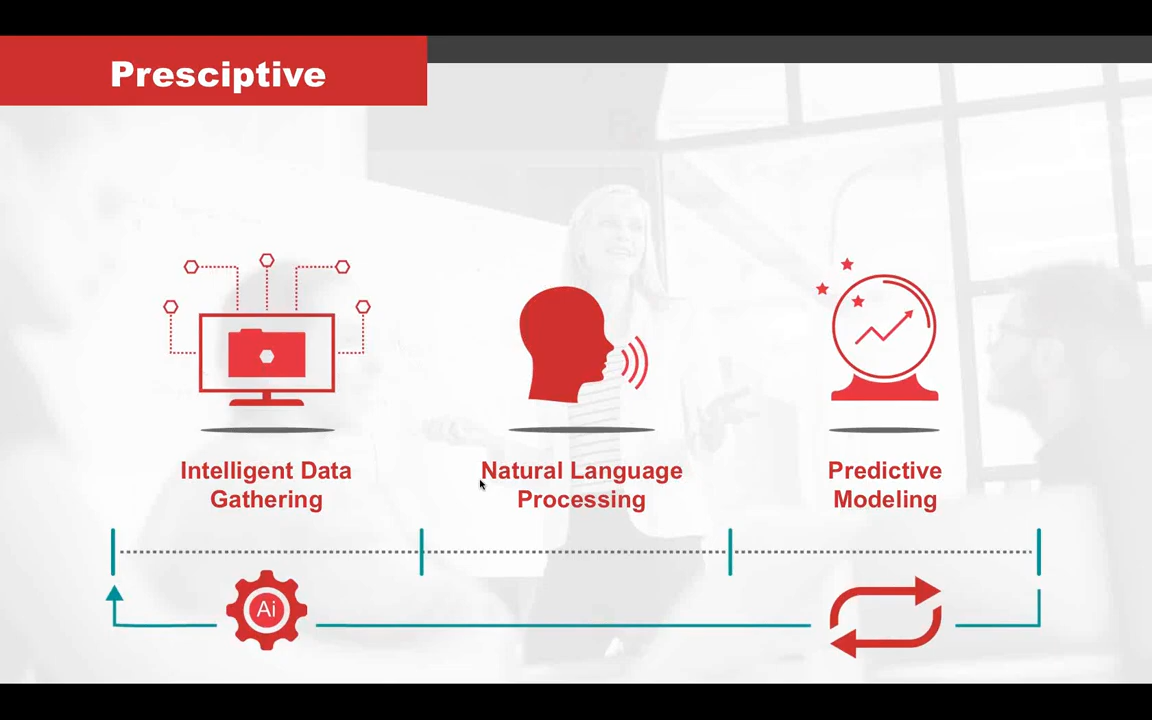 Presciptive
Intelligent Data
Gathering
Natural Language
Processing
Predictive
Modeling
Ai